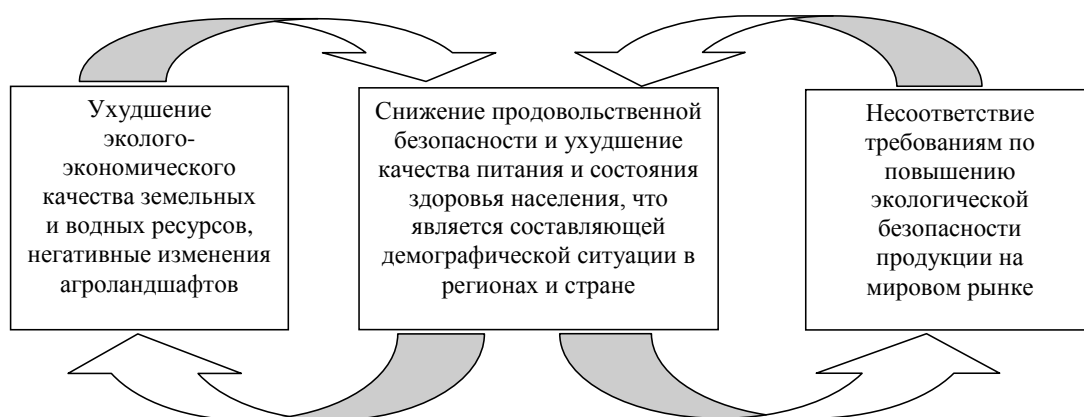 Ухудшение
эколого-
экономического
качества земельных
и водных ресурсов,
негативные изменения
агроландшафтов
Снижение продовольственной
безопасности и ухудшение
качества питания и состояния
здоровья населения, что
является составляющей
демографической ситуации в
регионах и стране
Несоответствие
требованиям по
повышению
экологической
безопасности
продукции на
мировом рынке